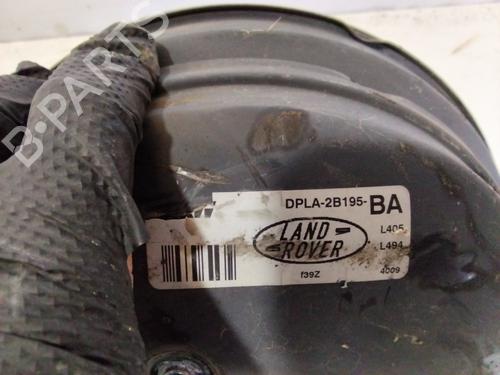 B-PARTS
DPLA-2B195-BA
LAND
ROVER
L405
L494
f39Z
4009